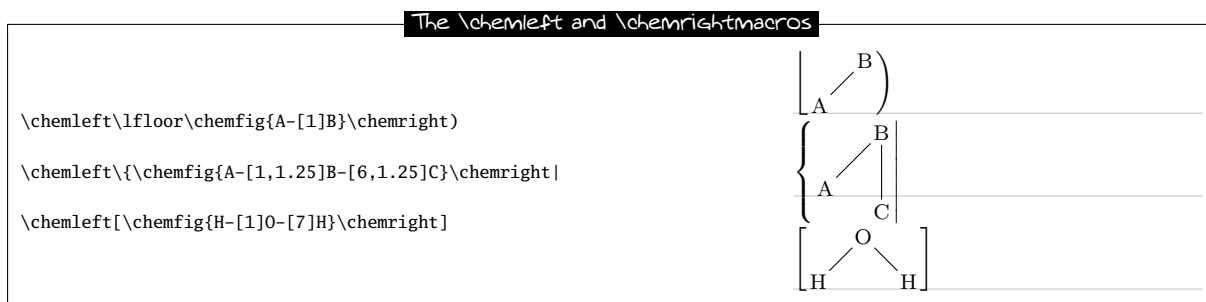 The \chemleft and \chemrightmacros
\chemleft\lfloor\chemfig{A-[1]B}\chemright)
\chemleft\{\chemfig{A-[1,1.25]B-[6,1.25]C}\chemright|
\chemleft[\chemfig{H-[1]O-[7]H}\chemright]
B
A
B
A
C
O
H H